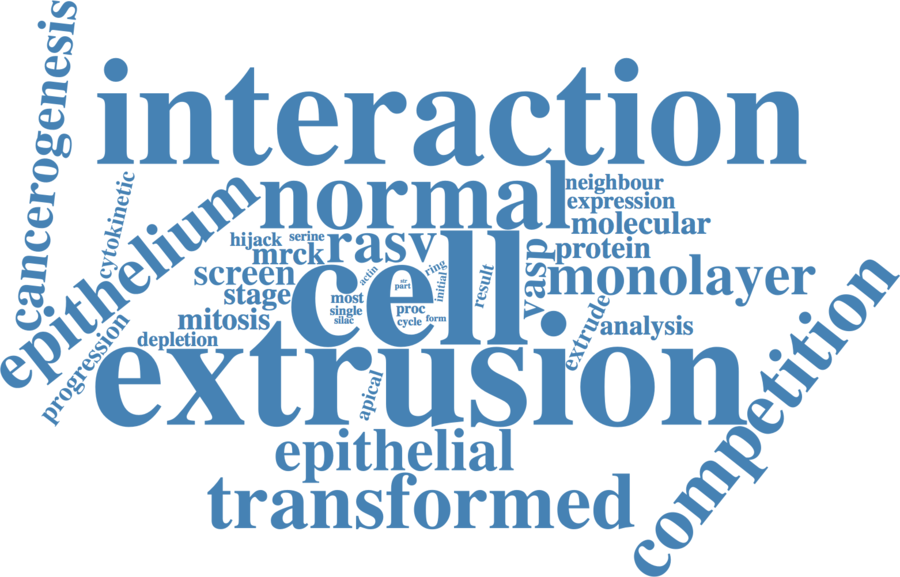 cancerogenesis
interaction
cytokinetic
epithelium
normal
neighbour
expression
molecular
hijack
serine
rasv
mrck
protein
screen
cell
vasp
monolayer
actin
ring
str
part
initial
result
stage
most
single
silac
proc
cycle
form
mitosis
extrude
analysis
depletion
progression
extrusion
competition
apical
epithelial
transformed